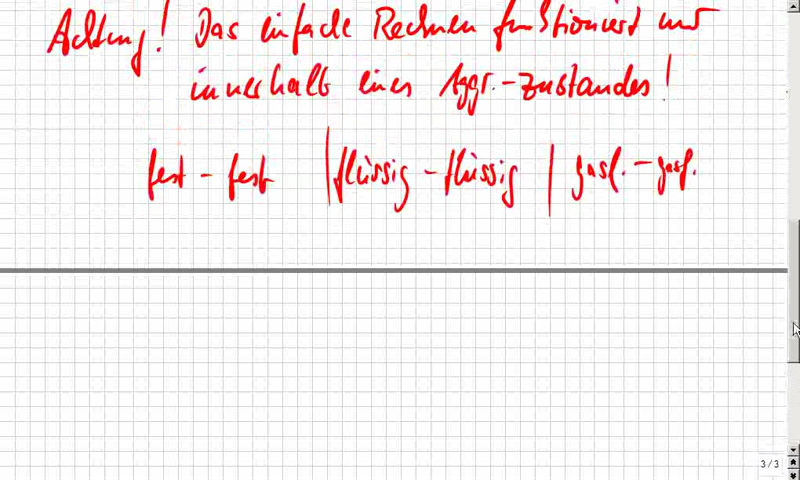 Achtung! Das einfache Rechnen funktioniert nur
innerhalb eines Aggr.-zustandes!
fest - fest | flüssig - flüssig | gasf. - gasf.
3 / 3